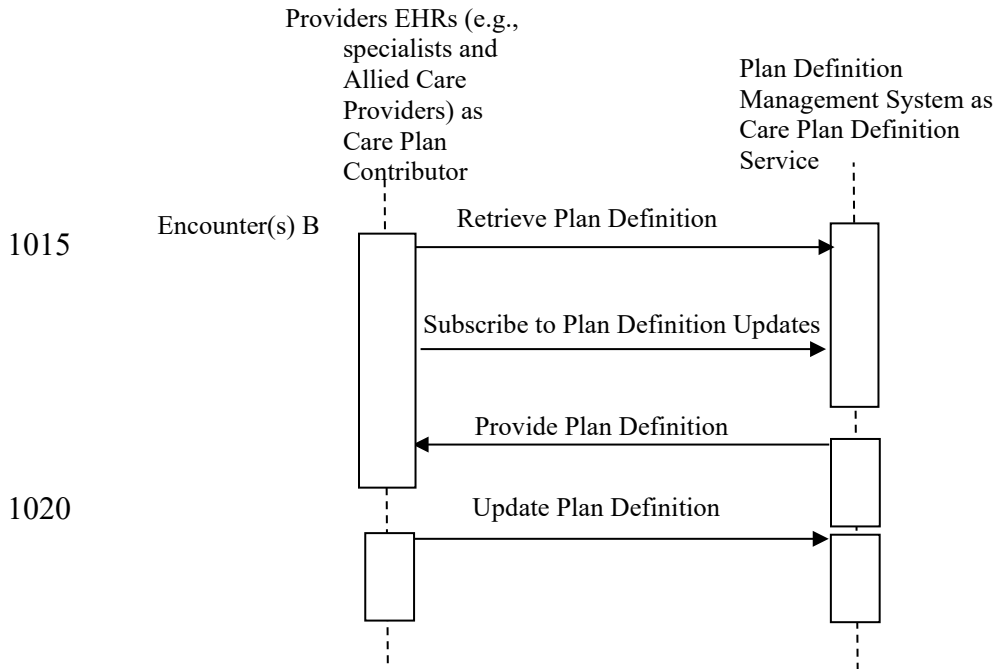 Providers EHRs (e.g.,
specialists and
Allied Care
Providers) as
Care Plan
Contributor
Plan Definition
Management System as
Care Plan Definition
Service
1015
Encounter(s) B
Retrieve Plan Definition
Subscribe to Plan Definition Updates
Provide Plan Definition
1020
Update Plan Definition